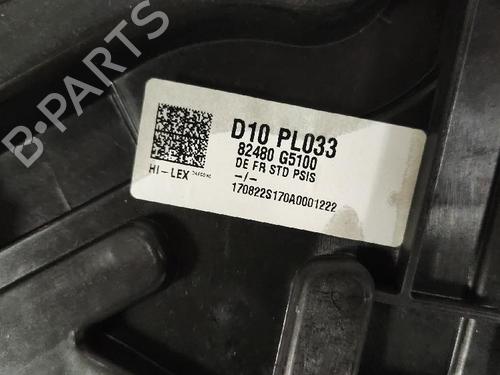 B-PARTS
D10 PL033
82480 G5100
DE FR STD PSIS
-/-
HI-LEX
170822S170A0001222